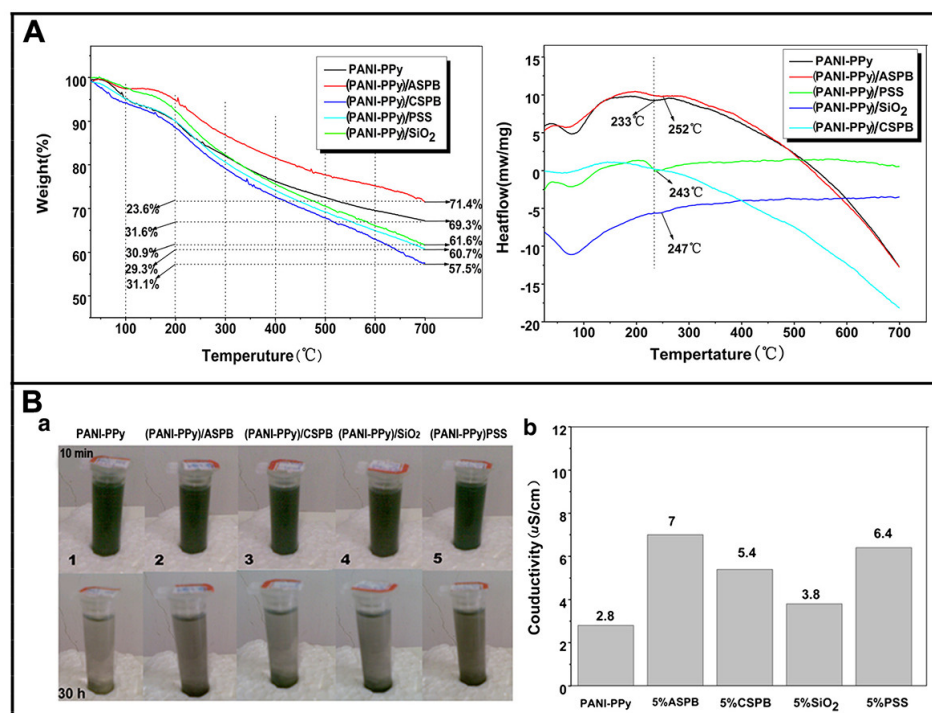 A
Weight(%)
100
90
80
70
60
50
100
200
300
400
500
600
700
Temperuture(℃)
PANI-PPy
(PANI-PPy)/ASPB
(PANI-PPy)/CSPB
(PANI-PPy)/PSS
(PANI-PPy)/SiO₂
23.6%
31.6%
30.9%
29.3%
31.1%
71.4%
69.3%
61.6%
60.7%
57.5%
Heatflow(mw/mg)
15
10
5
0
-5
-10
-15
-20
100
200
300
400
500
600
700
Tempertature ℃
PANI-PPy
(PANI-PPy)/ASPB
(PANI-PPy)/PSS
(PANI-PPy)/SiO₂
(PANI-PPy)/CSPB
233℃
252℃
243℃
247℃
B
a
PANI-PPy (PANI-PPy)/ASPB (PANI-PPy)/CSPB (PANI-PPy)/SiO₂ (PANI-PPy)PSS
10 min
1 2 3 4 5
30 h
b
Couductivity (uS/cm)
12
10
8
6
4
2
0
2.8
7
5.4
3.8
6.4
PANI-PPy 5%ASPB 5%CSPB 5%SiO₂ 5%PSS